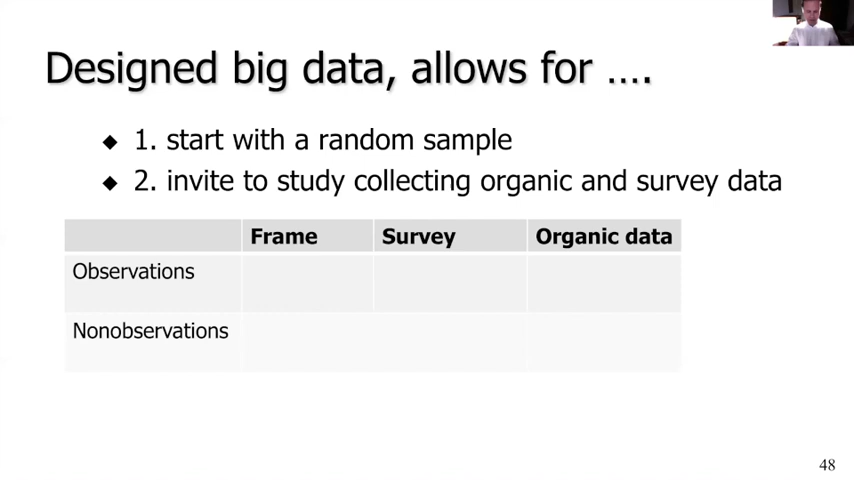 Designed big data, allows for ….
◆ 1. start with a random sample
◆ 2. invite to study collecting organic and survey data
Frame Survey Organic data
Observations
Nonobservations
48